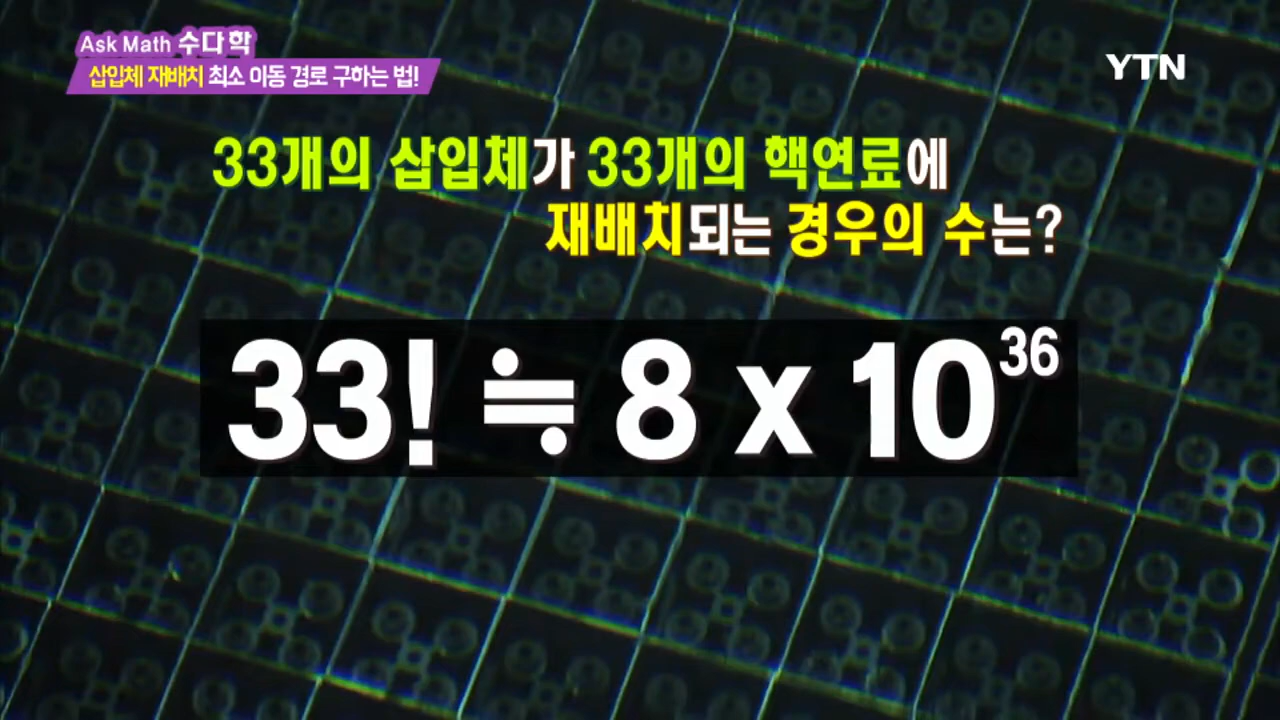 Ask Math 수다학
YTN
삽입체 재배치 최소 이동 경로 구하는 법!
33개의 삽입체가 33개의 핵연료에
재배치되는 경우의 수는?
33! ≒ 8 x 10³⁶